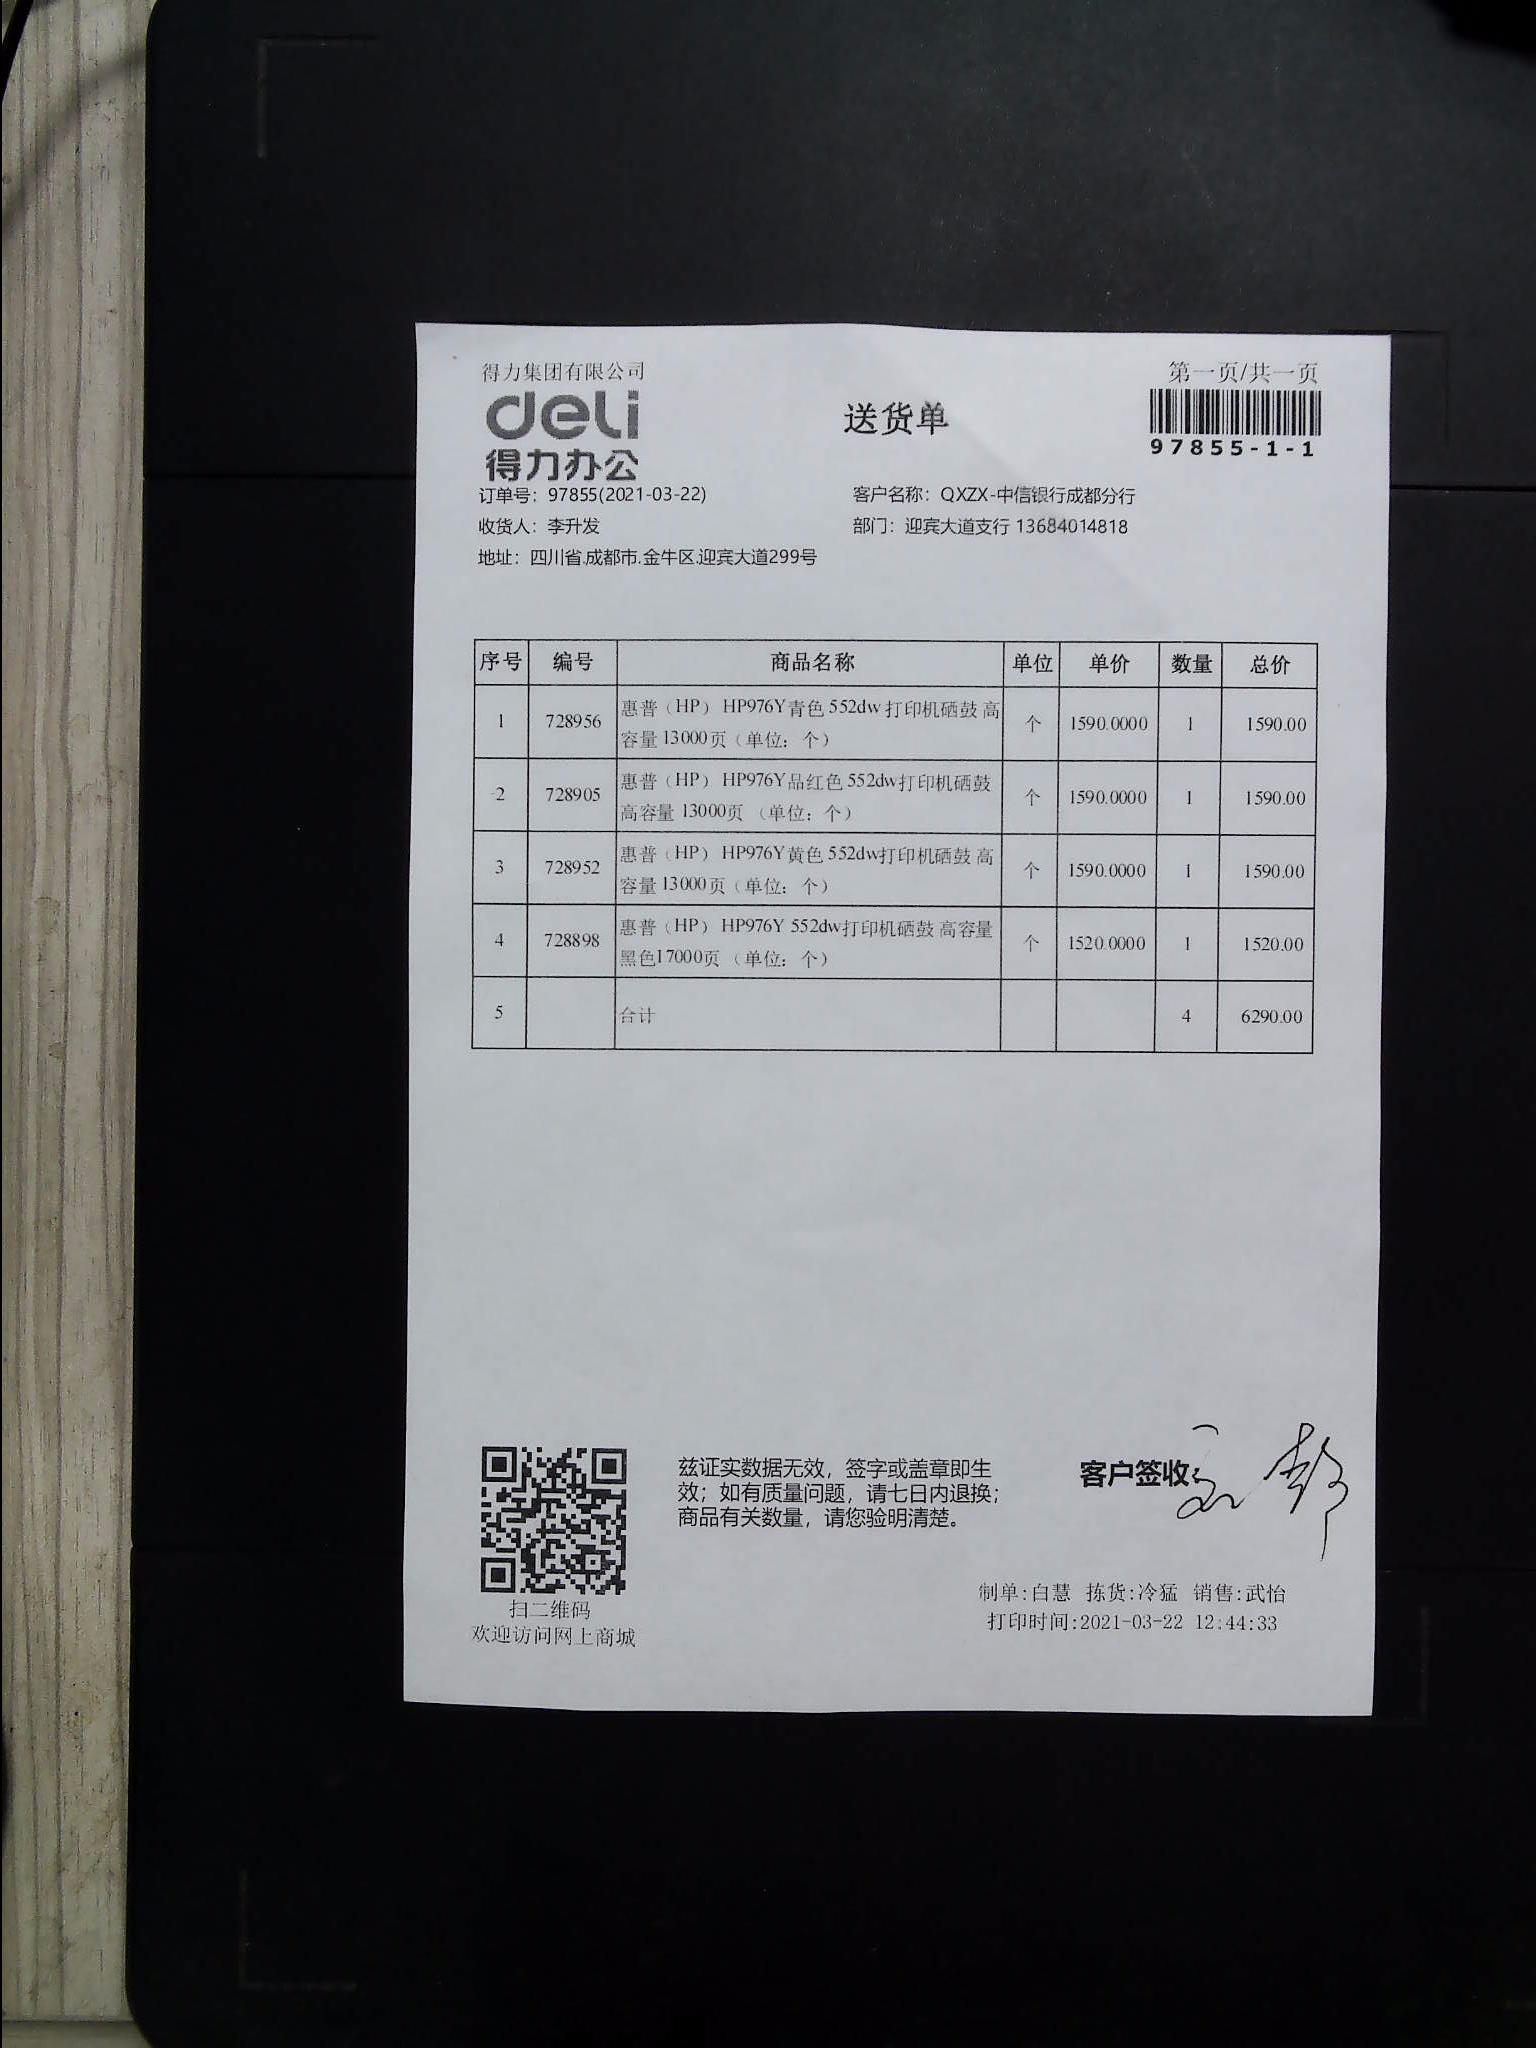 得力集团有限公司
第一页/共一页
deli
得力办公
送货单
97855-1-1
订单号：97855(2021-03-22)
客户名称：QXZX-中信银行成都分行
收货人：李升发
部门：迎宾大道支行 13684014818
地址：四川省.成都市.金牛区.迎宾大道299号
序号 编号 商品名称 单位 单价 数量 总价
1 728956 惠普（HP） HP976Y青色 552dw 打印机硒鼓 高 个 1590.0000 1 1590.00
容量 13000页（单位：个）
2 728905 惠普（HP） HP976Y品红色 552dw打印机硒鼓 个 1590.0000 1 1590.00
高容量 13000页 （单位：个）
3 728952 惠普（HP） HP976Y黄色 552dw打印机硒鼓 高 个 1590.0000 1 1590.00
容量 13000页（单位：个）
4 728898 惠普（HP） HP976Y 552dw打印机硒鼓 高容量 个 1520.0000 1 1520.00
黑色17000页 （单位：个）
5 合计 4 6290.00
兹证实数据无效，签字或盖章即生
效；如有质量问题，请七日内退换；
商品有关数量，请您验明清楚。
客户签收
扫二维码
欢迎访问网上商城
制单:白慧 拣货:冷猛 销售:武怡
打印时间:2021-03-22 12:44:33